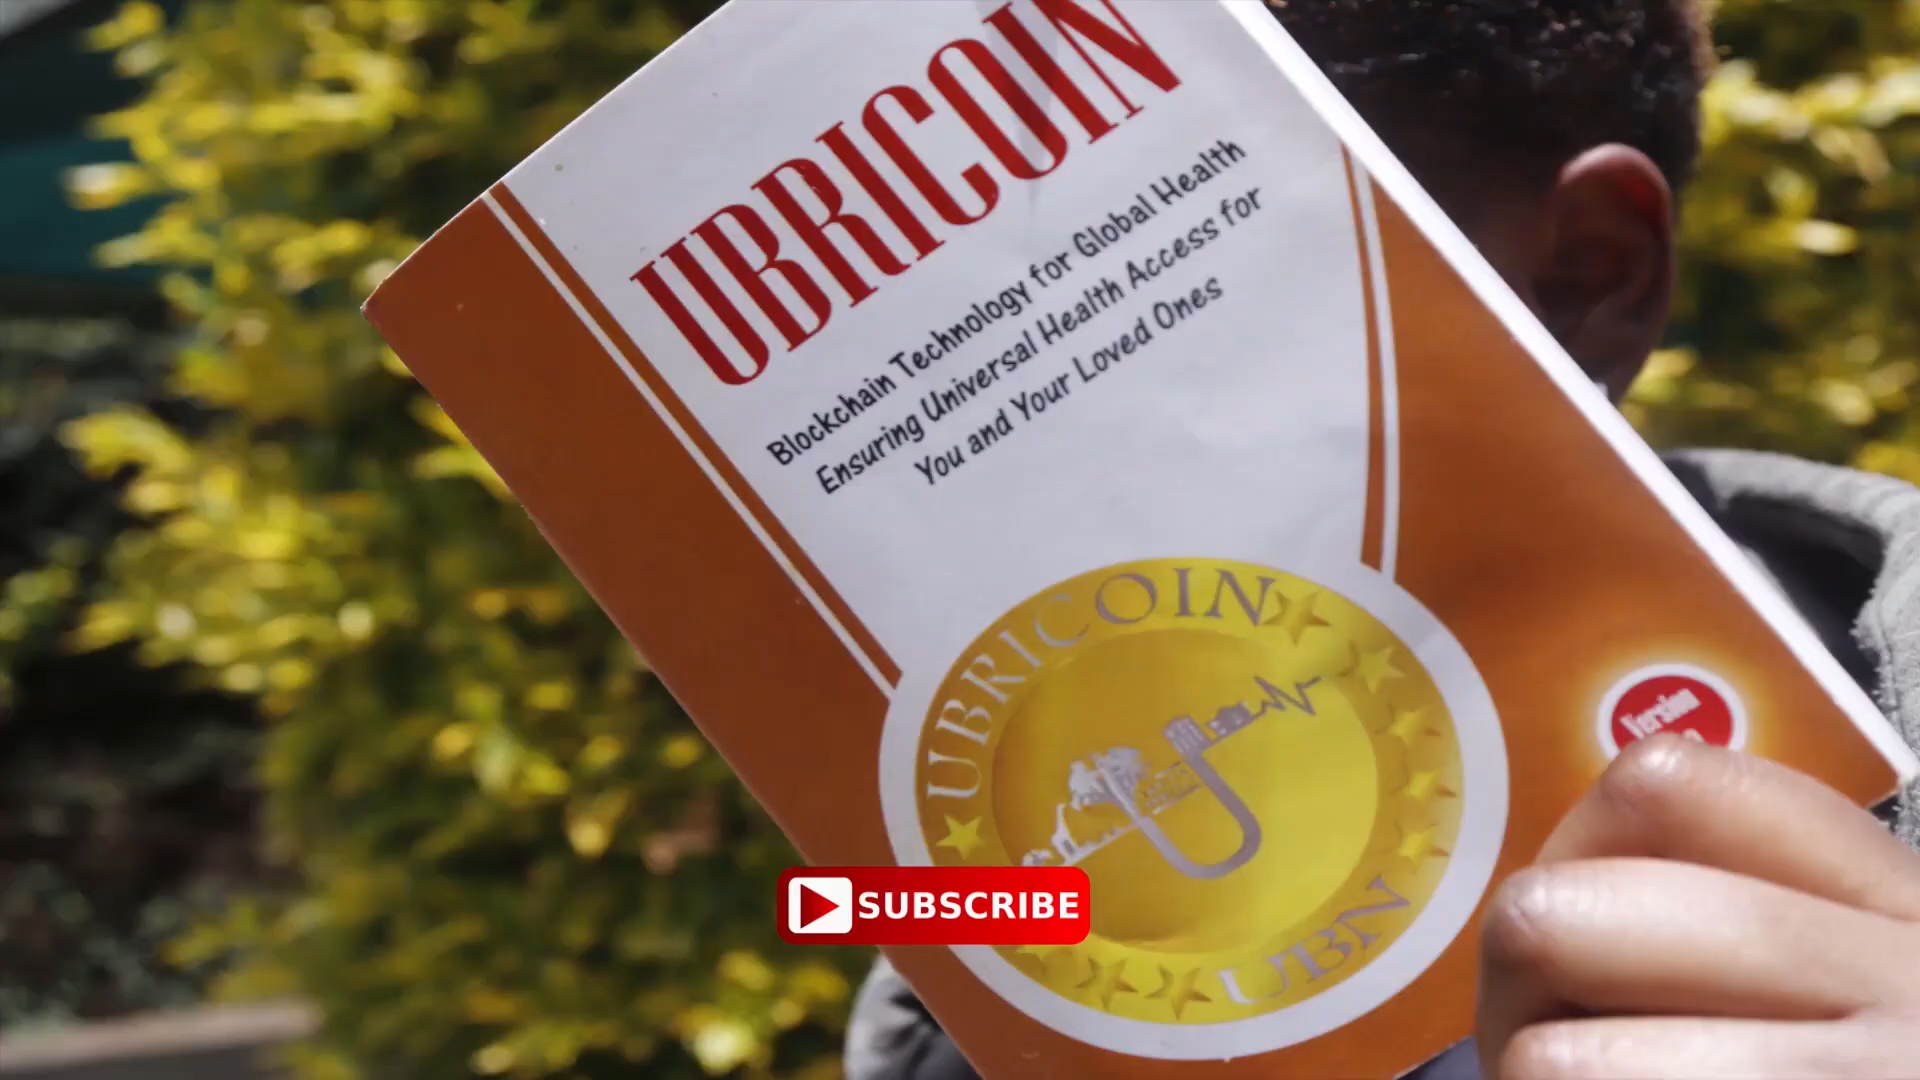 UBRICOIN
Blockchain Technology for Global Health
Ensuring Universal Health Access for
You and Your Loved Ones
UBRICOIN
UBN
Version
SUBSCRIBE